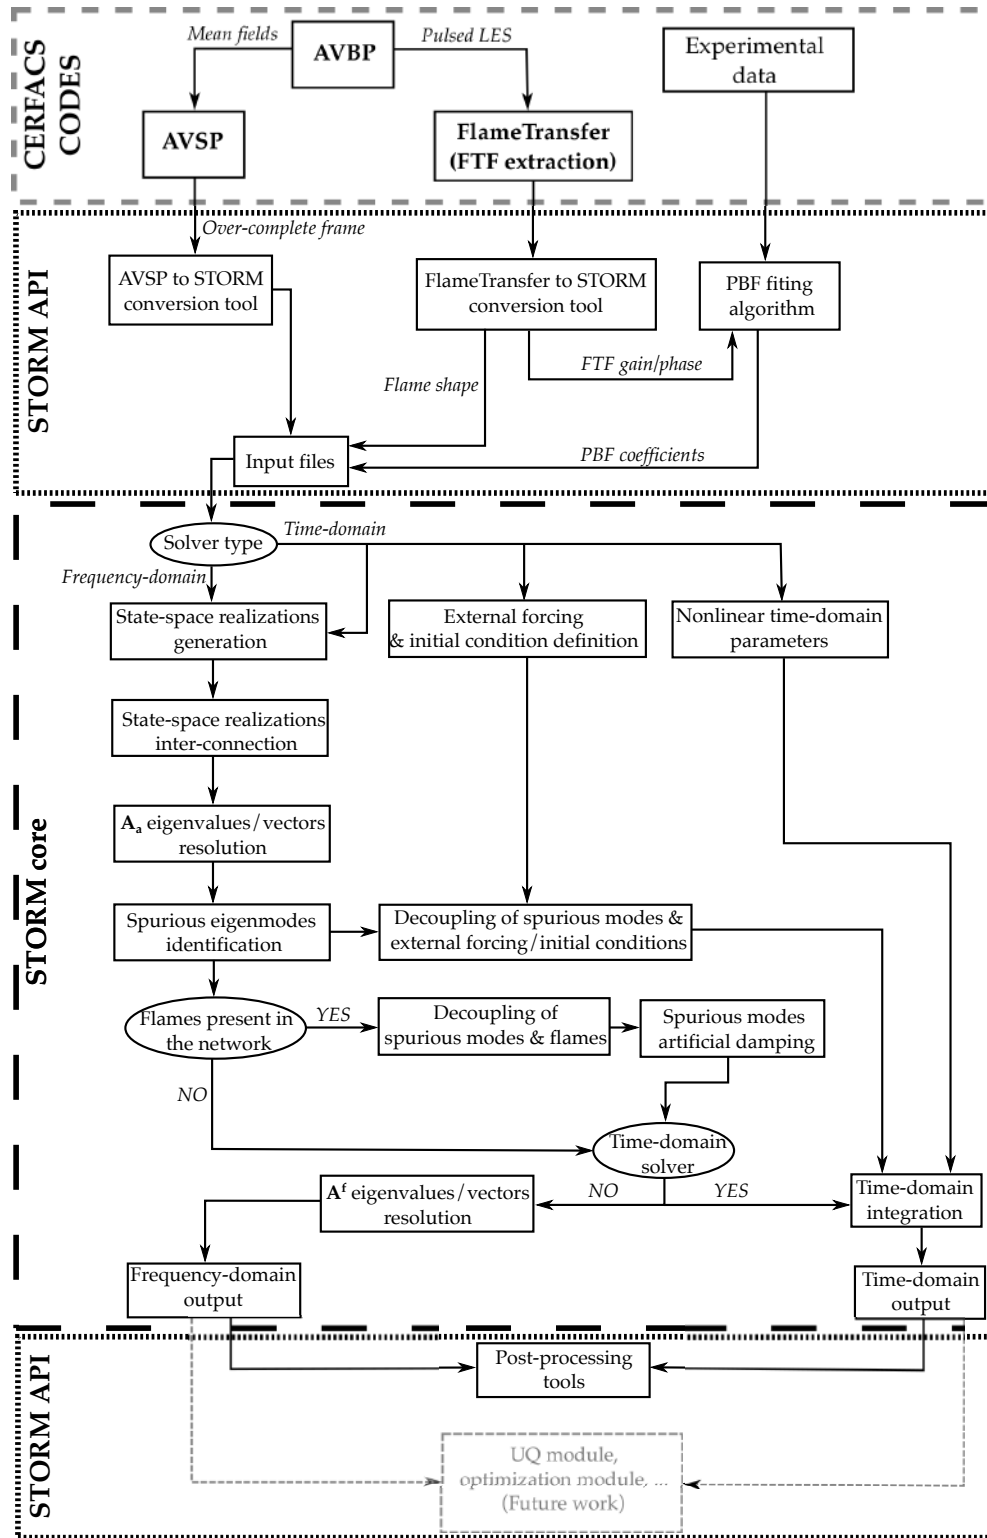 CERFACS
CODES
Mean fields
AVBP
Pulsed LES
Experimental
data
AVSP
FlameTransfer
(FTF extraction)
STORM API
Over-complete frame
AVSP to STORM
conversion tool
FlameTransfer to STORM
conversion tool
PBF fiting
algorithm
Flame shape
FTF gain/phase
Input files
PBF coefficients
STORM core
Solver type
Time-domain
Frequency-domain
State-space realizations
generation
External forcing
& initial condition definition
Nonlinear time-domain
parameters
State-space realizations
inter-connection
Aa eigenvalues/vectors
resolution
Spurious eigenmodes
identification
Decoupling of spurious modes &
external forcing/initial conditions
Flames present in
the network
YES
Decoupling of
spurious modes & flames
Spurious modes
artificial damping
NO
Time-domain
solver
NO
YES
Af eigenvalues/vectors
resolution
Time-domain
integration
Frequency-domain
output
Time-domain
output
STORM API
Post-processing
tools
UQ module,
optimization module, ...
(Future work)